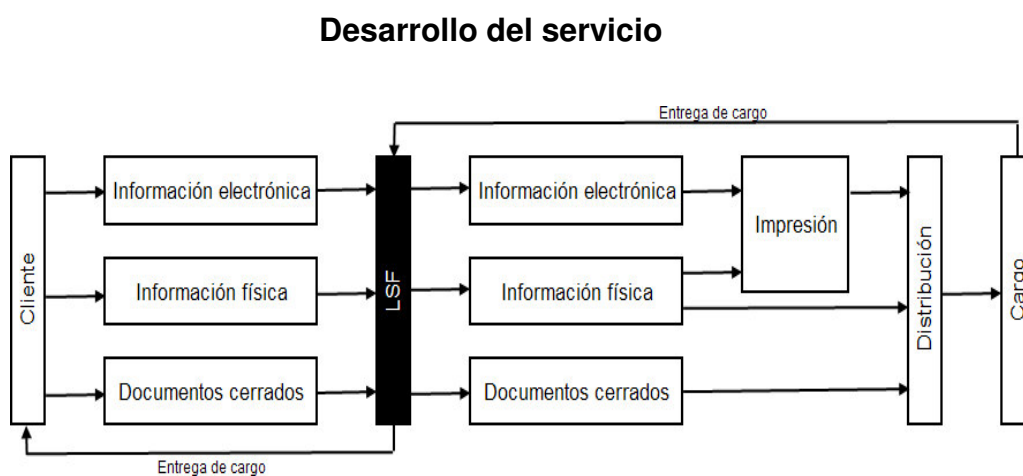 Desarrollo del servicio
Entrega de cargo
Cliente
Información electrónica
Información física
Documentos cerrados
LSF
Información electrónica
Información física
Documentos cerrados
Impresión
Distribución
Cargo
Entrega de cargo